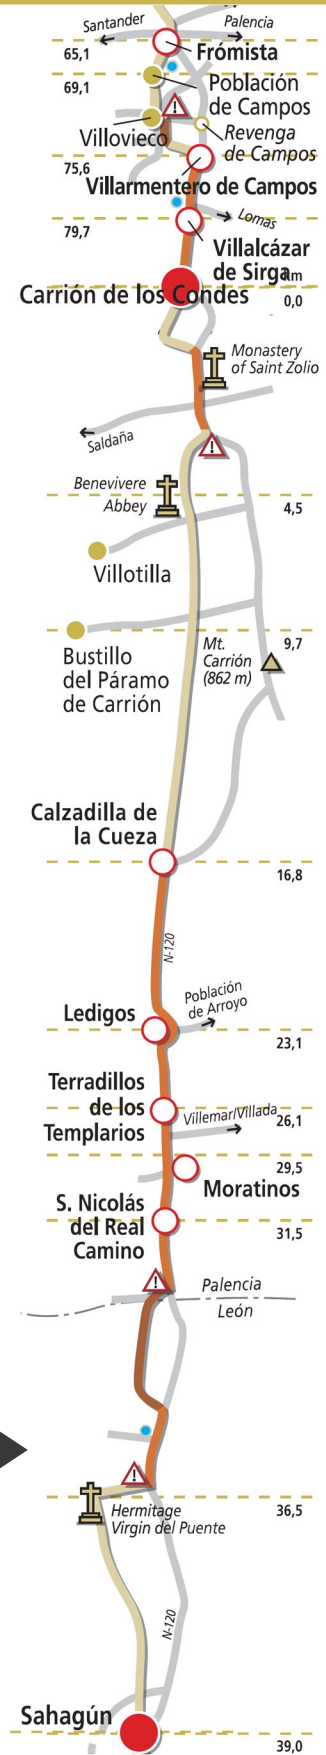 Santander
Palencia
65,1
Frómista
69,1
Población
de Campos
Villovieco
Revenga
de Campos
75,6
Villarmentero de Campos
Lomas
79,7
Villalcázar
de Sirga
Km
Carrión de los Condes
0,0
Monastery
of Saint Zolio
Saldaña
Benevivere
Abbey
4,5
Villotilla
9,7
Mt.
Carrión
(862 m)
Bustillo
del Páramo
de Carrión
Calzadilla de
la Cueza
16,8
N-120
Población
de Arroyo
Ledigos
23,1
Terradillos
de los
Templarios
Villemar/Villada
26,1
29,5
Moratinos
S. Nicolás
del Real
Camino
31,5
Palencia
León
36,5
Hermitage
Virgin del Puente
N-120
Sahagún
39,0